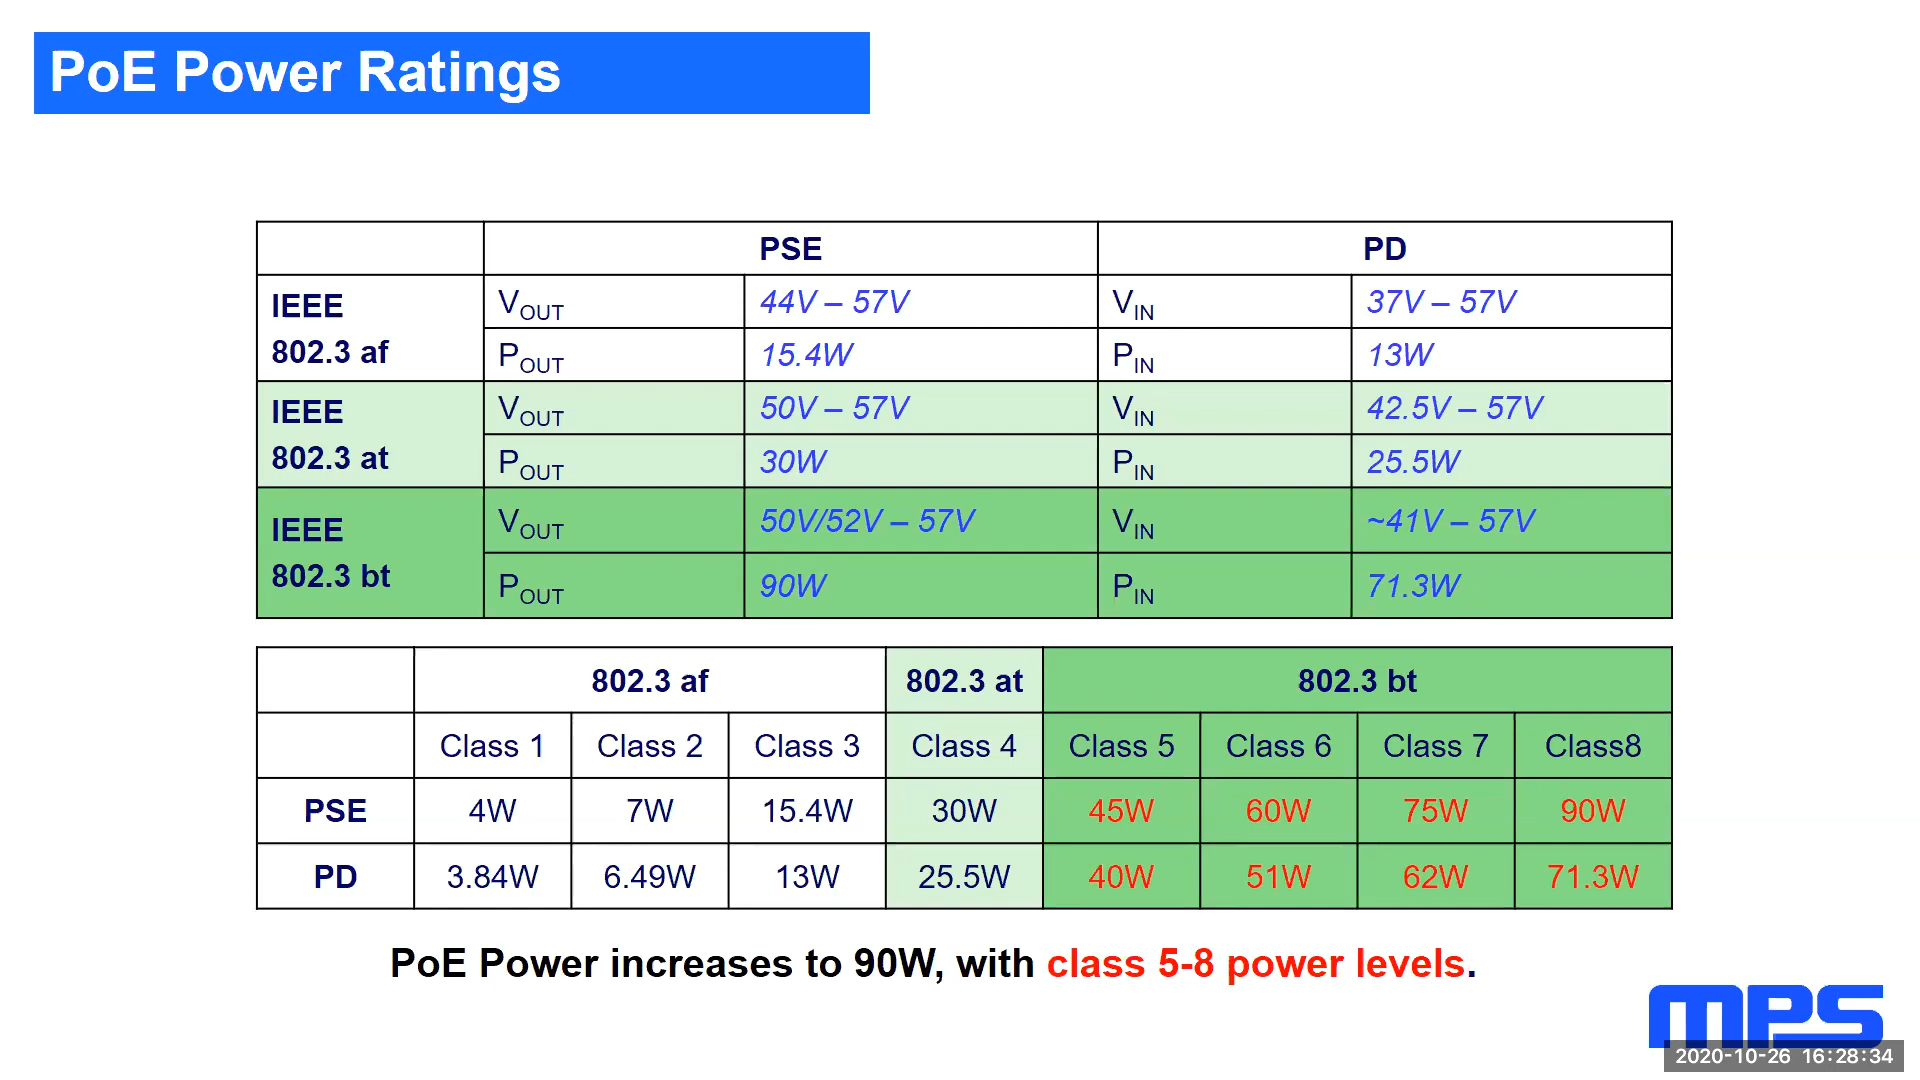 PoE Power Ratings
PSE PD
IEEE 802.3 af
VOUT 44V – 57V VIN 37V – 57V
POUT 15.4W PIN 13W
IEEE 802.3 at
VOUT 50V – 57V VIN 42.5V – 57V
POUT 30W PIN 25.5W
IEEE 802.3 bt
VOUT 50V/52V – 57V VIN ~41V – 57V
POUT 90W PIN 71.3W
802.3 af 802.3 at 802.3 bt
Class 1 Class 2 Class 3 Class 4 Class 5 Class 6 Class 7 Class8
PSE 4W 7W 15.4W 30W 45W 60W 75W 90W
PD 3.84W 6.49W 13W 25.5W 40W 51W 62W 71.3W
PoE Power increases to 90W, with class 5-8 power levels.
mPS
2020-10-26 16:28:34